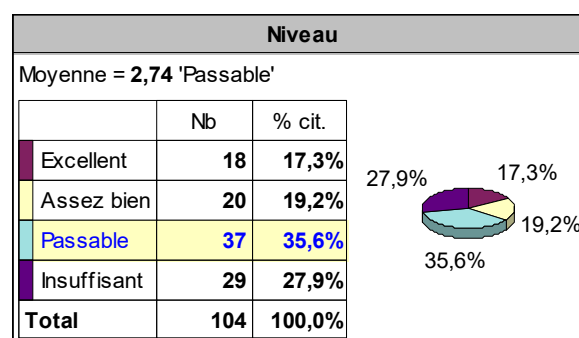 Niveau
Moyenne = 2,74 'Passable'
Nb % cit.
Excellent 18 17,3%
Assez bien 20 19,2%
Passable 37 35,6%
Insuffisant 29 27,9%
Total 104 100,0%
27,9% 17,3%
19,2%
35,6%